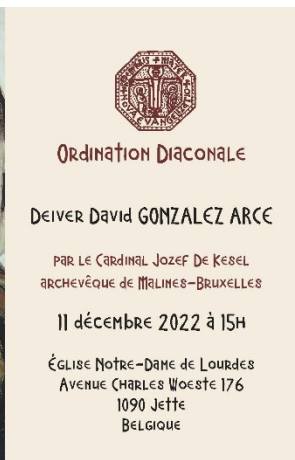 Ordination Diaconale
Deiver David GONZALEZ ARCE
par le Cardinal Jozef De Kesel
archevêque de Malines-Bruxelles
11 décembre 2022 à 15h
Église Notre-Dame de Lourdes
Avenue Charles Woeste 176
1090 Jette
Belgique